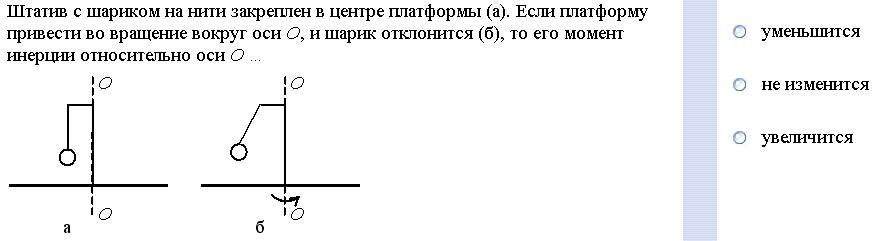 Штатив с шариком на нити закреплен в центре платформы (а). Если платформу
привести во вращение вокруг оси O, и шарик отклонится (б), то его момент
инерции относительно оси O ...
уменьшится
не изменится
увеличится
O
O
O
O
а
б